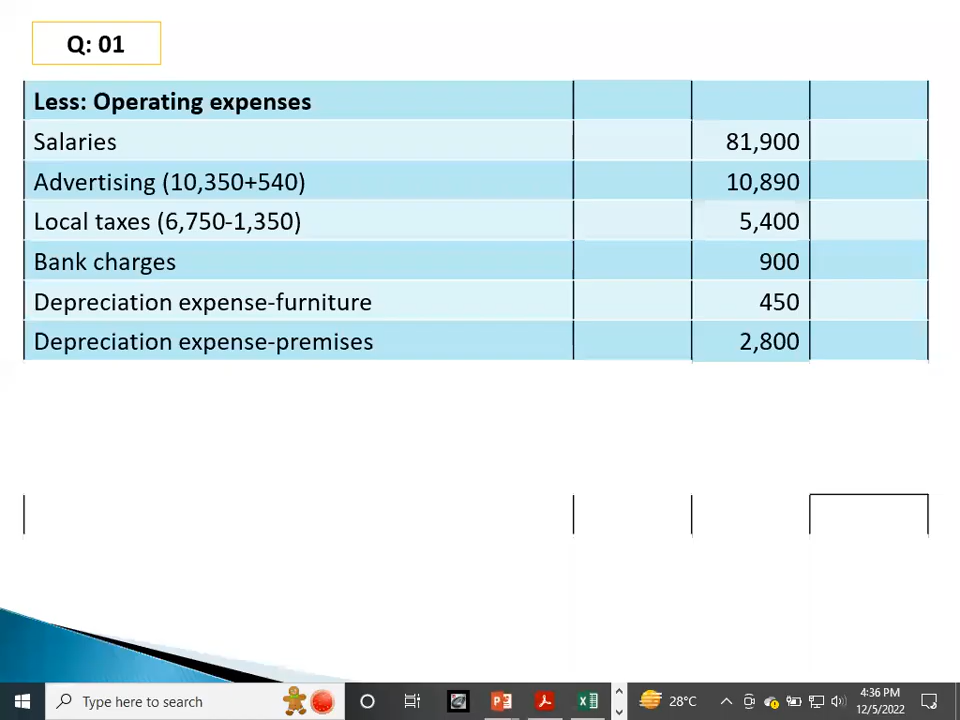 Q: 01
Less: Operating expenses
Salaries 81,900
Advertising (10,350+540) 10,890
Local taxes (6,750-1,350) 5,400
Bank charges 900
Depreciation expense-furniture 450
Depreciation expense-premises 2,800
Type here to search 28°C 4:36 PM
12/5/2022